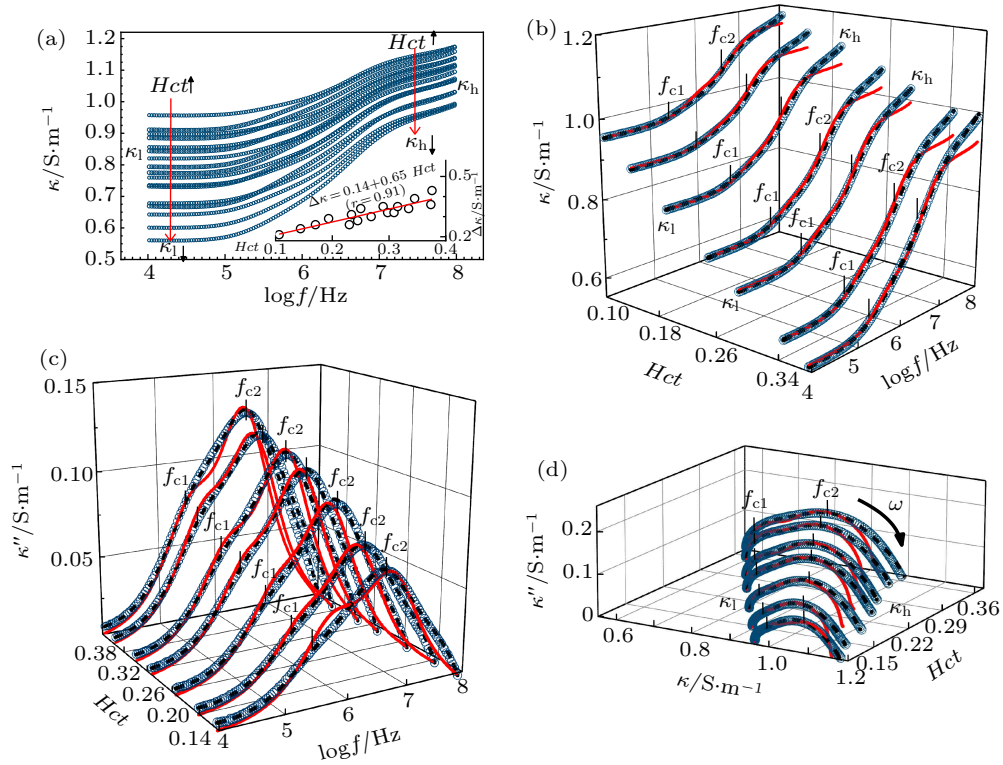 (a)
1.2
1.1
1.0
0.9
0.8
0.7
0.6
0.5
κ/S·m⁻¹
Hct
Hct
κh
κl
κh
κl
Δκ = 0.14+0.65 Hct
(r=0.91)
0.5
0.2
Δκ/S·m⁻¹
Hct
0.1 0.2 0.3 0.4
4 5 6 7 8
logf/Hz
(b)
1.2
1.0
0.8
0.6
κ/S·m⁻¹
fc2
κh
fc1
fc2
fc1
fc2
κl
fc1
fc1
fc1
κl
0.10
0.18
0.26
0.34
Hct
4
5
6
7
8
logf/Hz
(c)
0.15
0.10
0.05
κ″/S·m⁻¹
fc2
fc2
fc1
fc2
fc1
fc2
fc2
fc1
fc1
0.38
0.32
0.26
0.20
0.14
Hct
4
5
6
7
8
logf/Hz
(d)
0.2
0.1
0
κ″/S·m⁻¹
fc1
fc2
ω
κl
κh
0.6
0.8
1.0
1.2
κ/S·m⁻¹
0.15
0.22
0.29
0.36
Hct